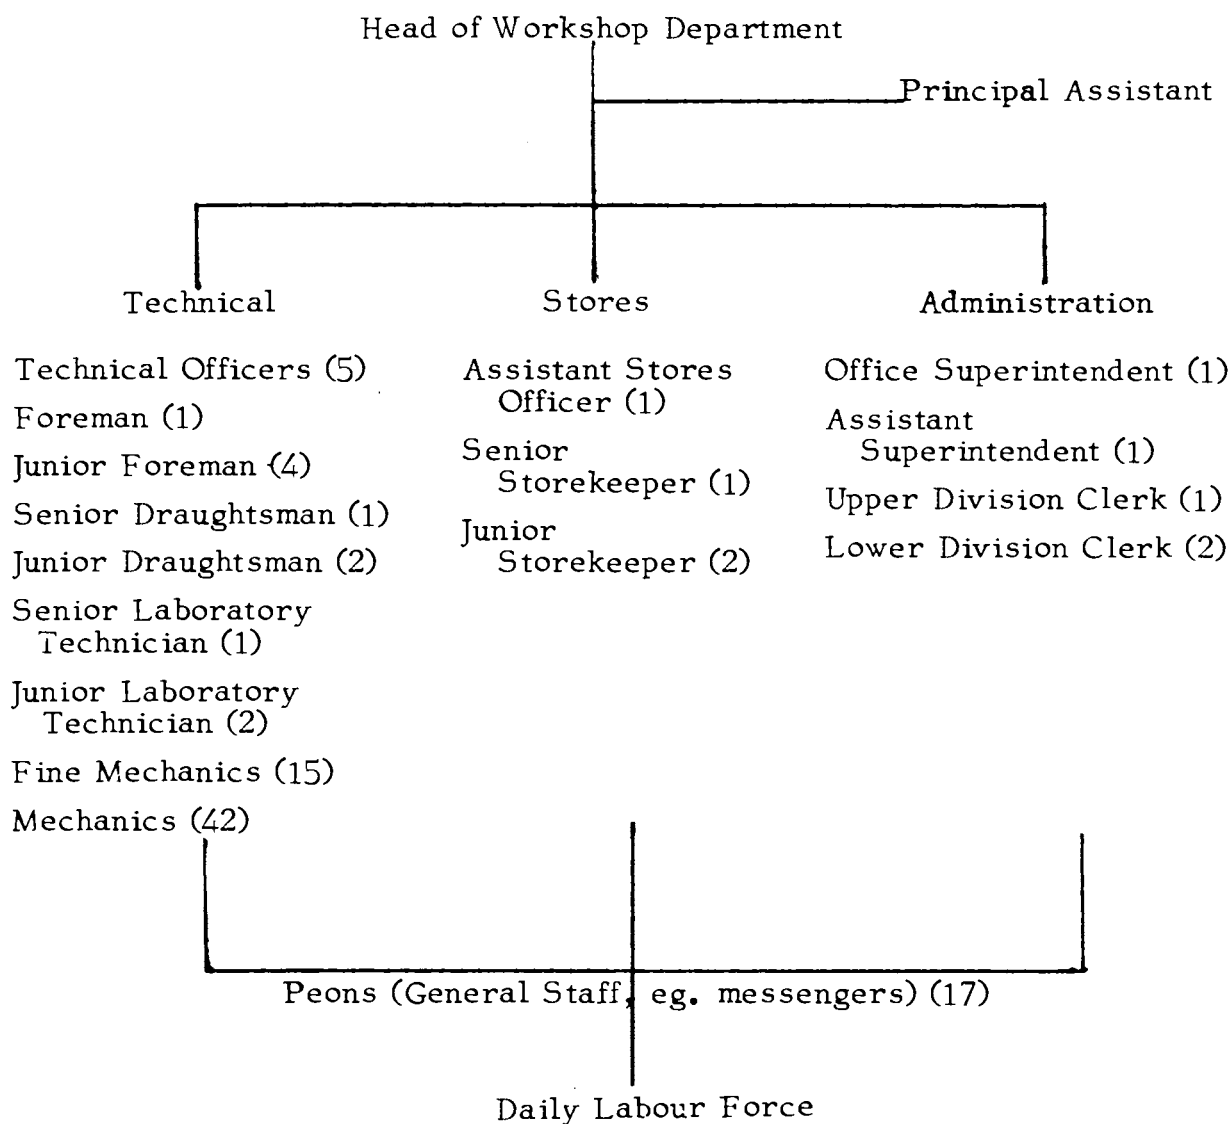 Head of Workshop Department
Principal Assistant
Technical
Technical Officers (5)
Foreman (1)
Junior Foreman (4)
Senior Draughtsman (1)
Junior Draughtsman (2)
Senior Laboratory
Technician (1)
Junior Laboratory
Technician (2)
Fine Mechanics (15)
Mechanics (42)
Stores
Assistant Stores
Officer (1)
Senior
Storekeeper (1)
Junior
Storekeeper (2)
Administration
Office Superintendent (1)
Assistant
Superintendent (1)
Upper Division Clerk (1)
Lower Division Clerk (2)
Peons (General Staff, eg. messengers) (17)
Daily Labour Force